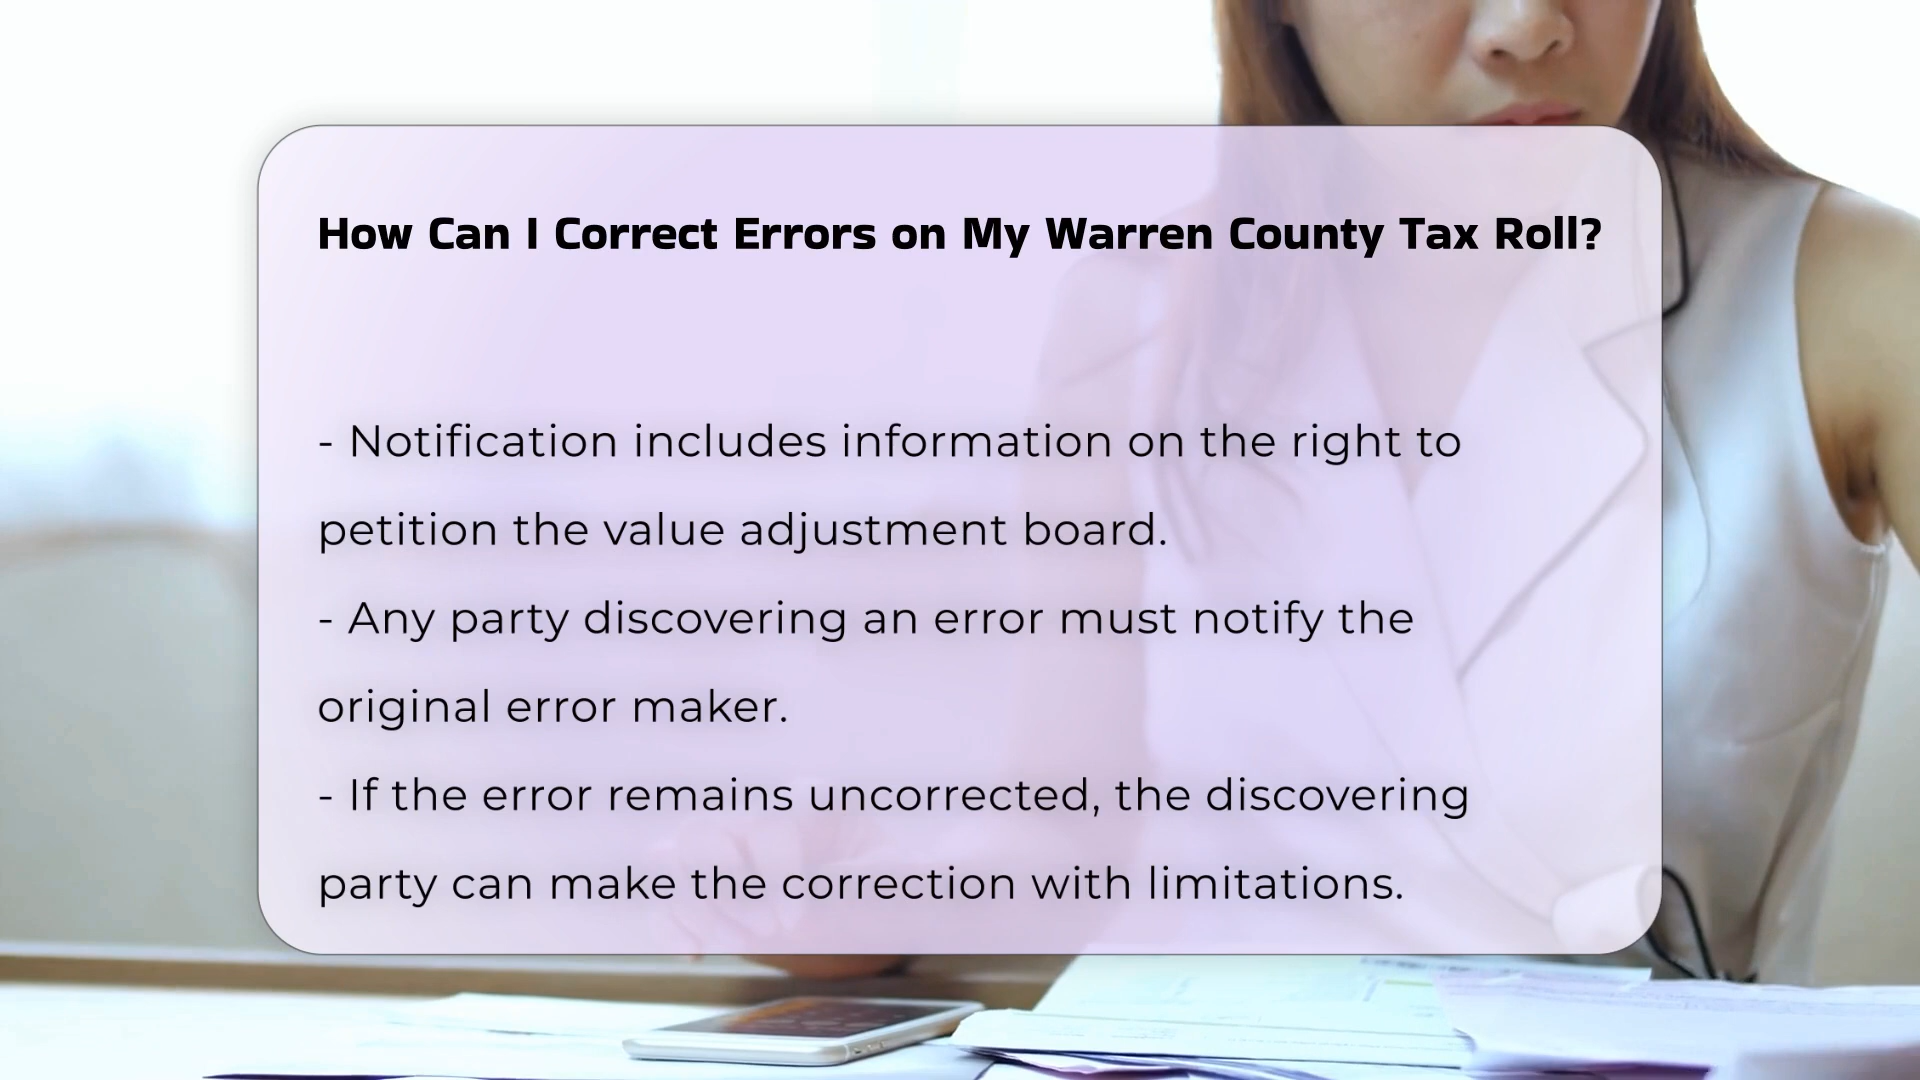 How Can I Correct Errors on My Warren County Tax Roll?
- Notification includes information on the right to
petition the value adjustment board.
- Any party discovering an error must notify the
original error maker.
- If the error remains uncorrected, the discovering
party can make the correction with limitations.